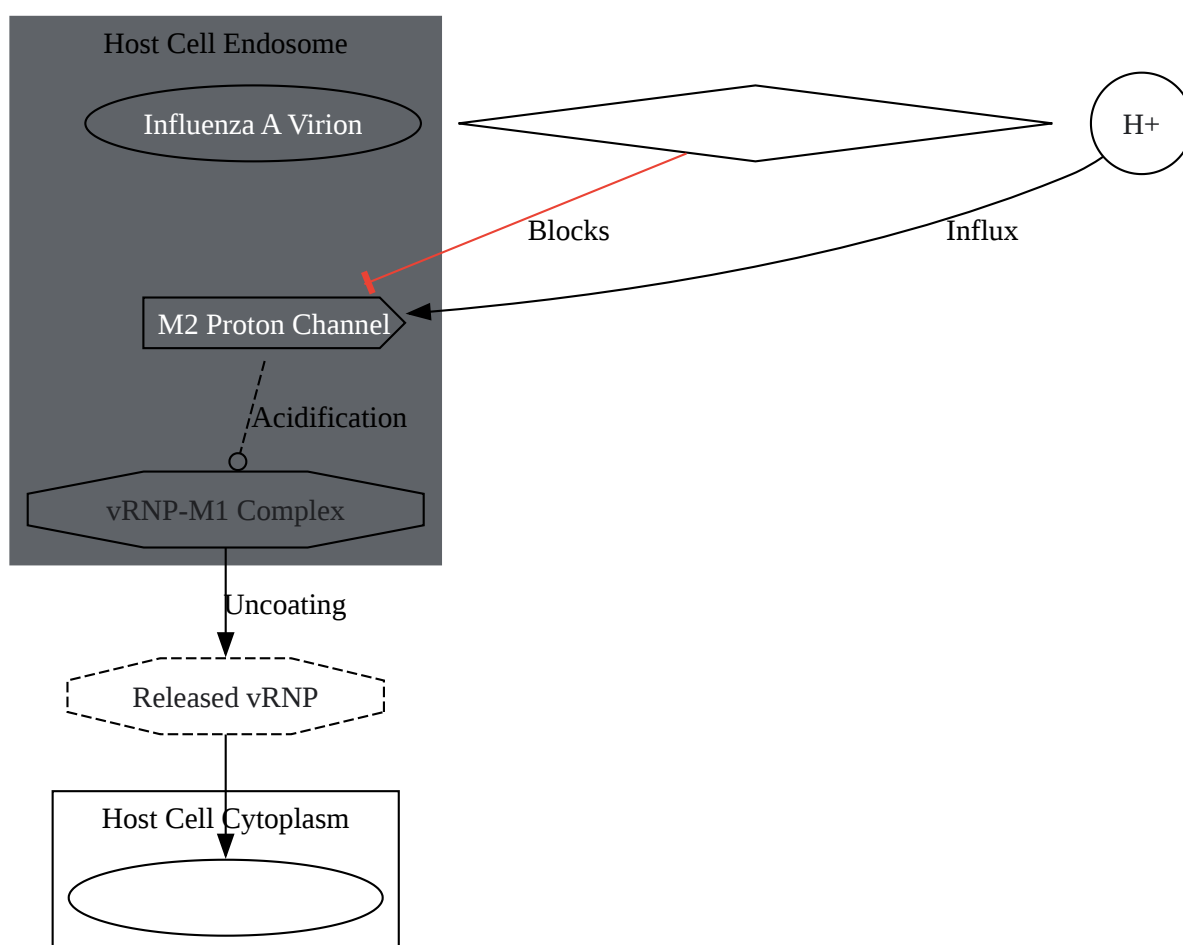 Host Cell Endosome
Influenza A Virion
H+
Blocks
Influx
M2 Proton Channel
Acidification
vRNP-M1 Complex
Uncoating
Released vRNP
Host Cell Cytoplasm